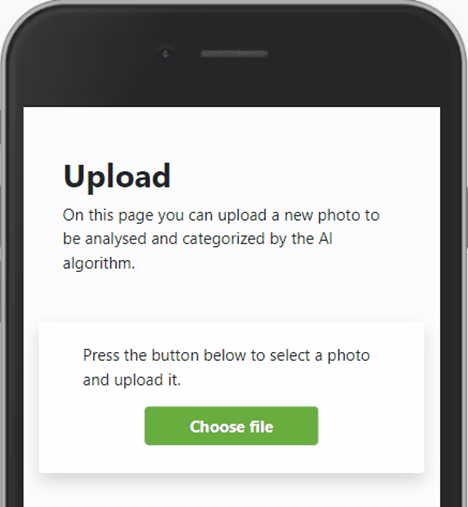 Upload
On this page you can upload a new photo to
be analysed and categorized by the AI
algorithm.
Press the button below to select a photo
and upload it.
Choose file